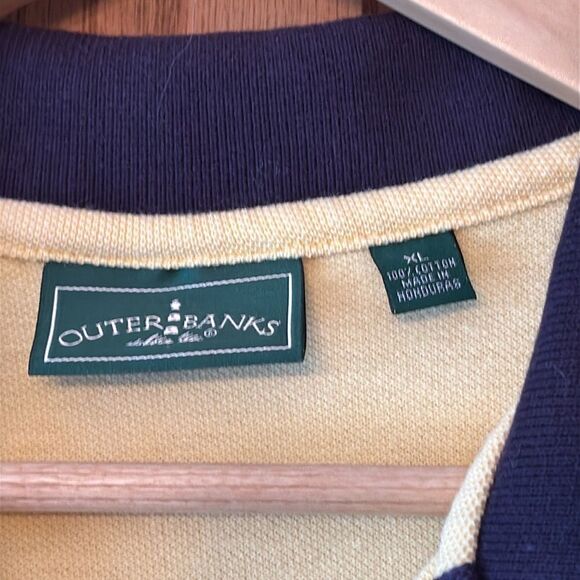 OUTER BANKS
XL
100% COTTON
MADE IN
HONDURAS